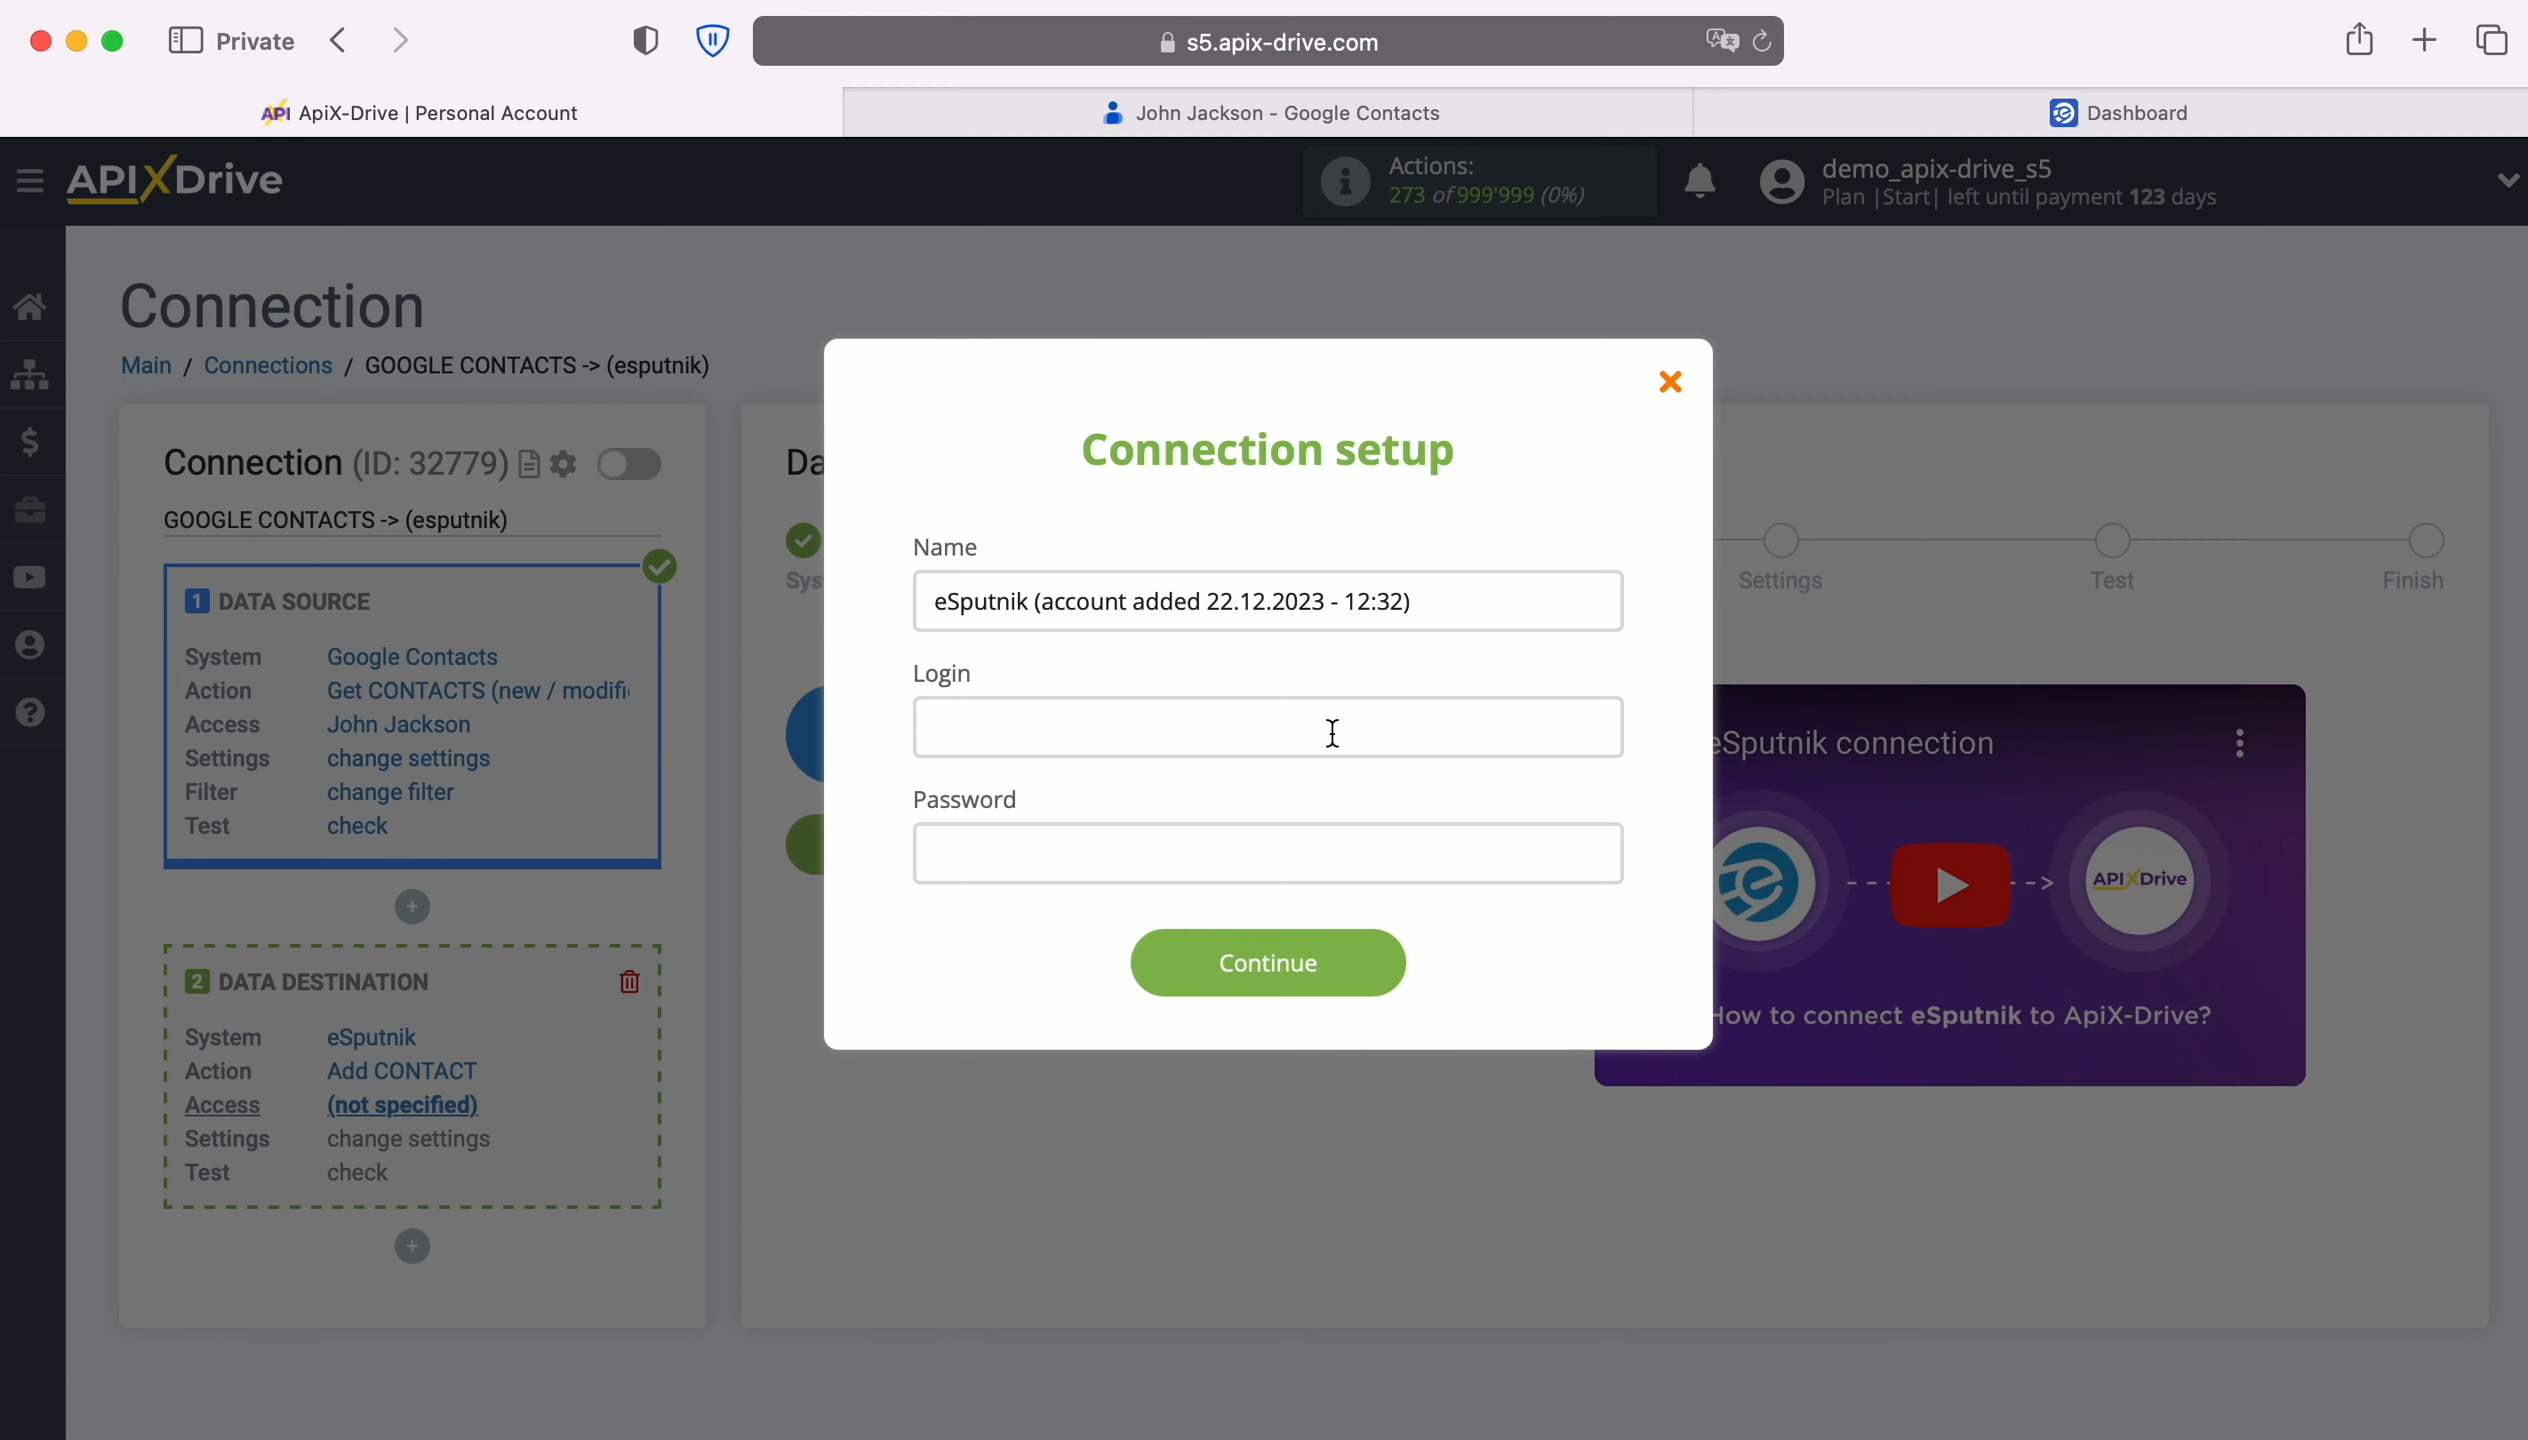 Private
s5.apix-drive.com
API ApiX-Drive | Personal Account
John Jackson - Google Contacts
Dashboard
APIXDrive
Actions:
273 of 999'999 (0%)
demo_apix-drive_s5
Plan |Start| left until payment 123 days
Connection
Main / Connections / GOOGLE CONTACTS -> (esputnik)
Connection (ID: 32779)
GOOGLE CONTACTS -> (esputnik)
1 DATA SOURCE
System Google Contacts
Action Get CONTACTS (new / modifi
Access John Jackson
Settings change settings
Filter change filter
Test check
2 DATA DESTINATION
System eSputnik
Action Add CONTACT
Access (not specified)
Settings change settings
Test check
Da
Sys
Settings
Test
Finish
Connection setup
Name
eSputnik (account added 22.12.2023 - 12:32)
Login
Password
Continue
eSputnik connection
APIXDrive
How to connect eSputnik to ApiX-Drive?